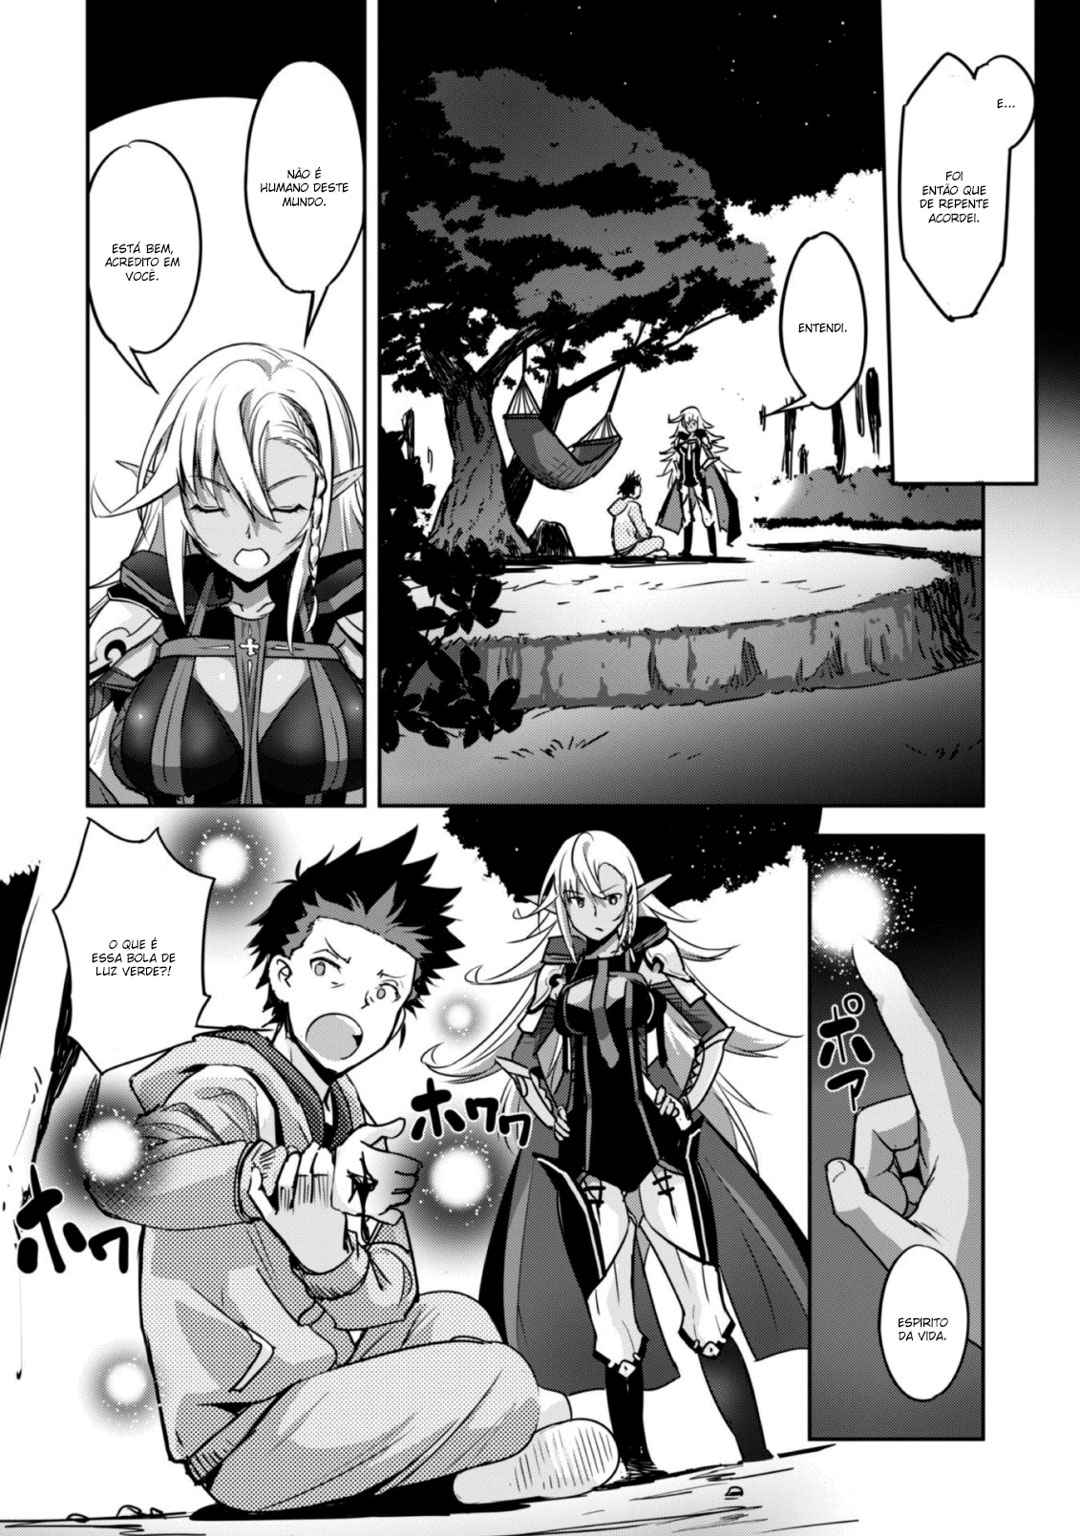 E...
FOI
ENTÃO QUE
DE REPENTE
ACORDEI.
ENTENDI.
NÃO É
HUMANO DESTE
MUNDO.
ESTÁ BEM,
ACREDITO EM
VOCÊ.
ポ
ア
ESPIRITO
DA VIDA.
O QUE É
ESSA BOLA DE
LUZ VERDE?!
ホワワ
ホワ